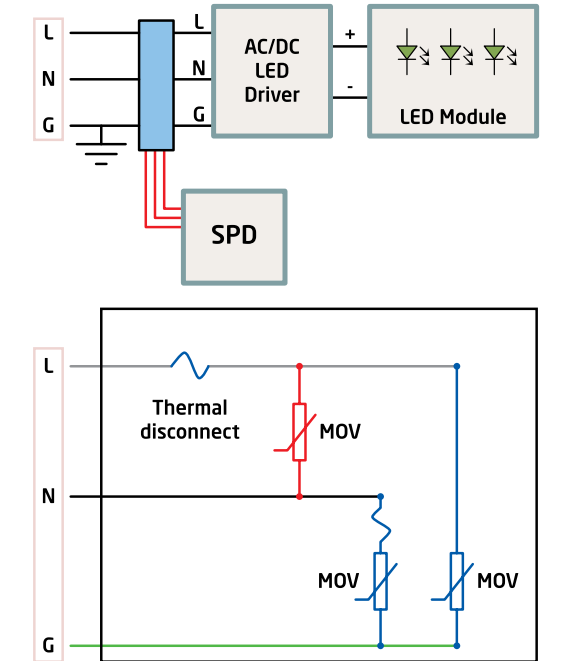 L
N
G
L
N
G
AC/DC
LED
Driver
+
-
LED Module
SPD
L
Thermal
disconnect
MOV
N
MOV
MOV
G